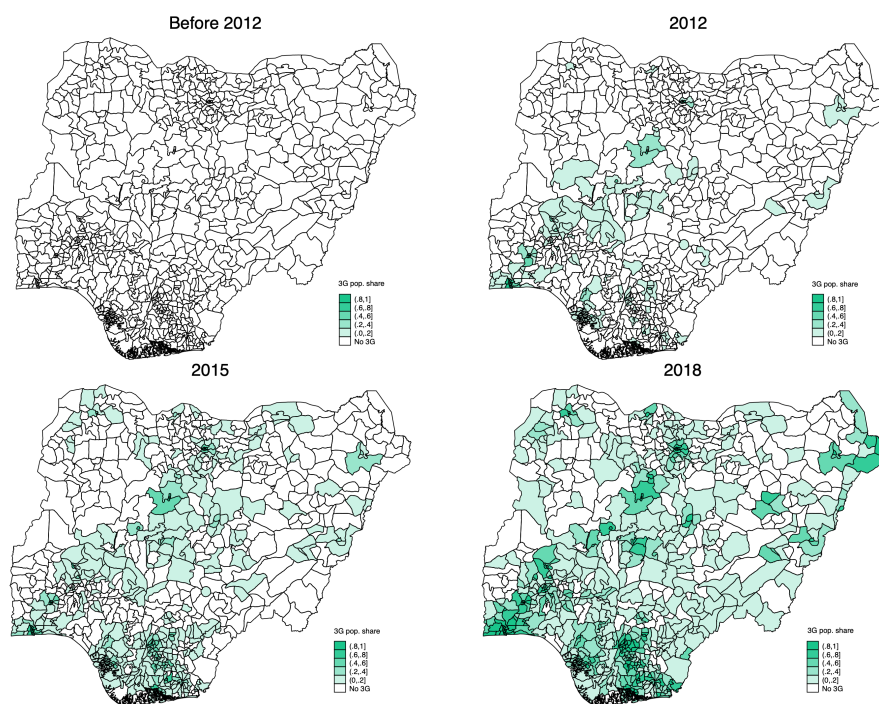 Before 2012
3G pop. share
(.8,1]
(.6,.8]
(.4,.6]
(.2,.4]
(.0,.2]
No 3G
2012
3G pop. share
(.8,1]
(.6,.8]
(.4,.6]
(.2,.4]
(0,.2]
No 3G
2015
3G pop. share
(.8,1]
(.6,.8]
(.4,.6]
(.2,.4]
(0,.2]
No 3G
2018
3G pop. share
(.8,1]
(.6,.8]
(.4,.6]
(.2,.4]
(0,.2]
No 3G